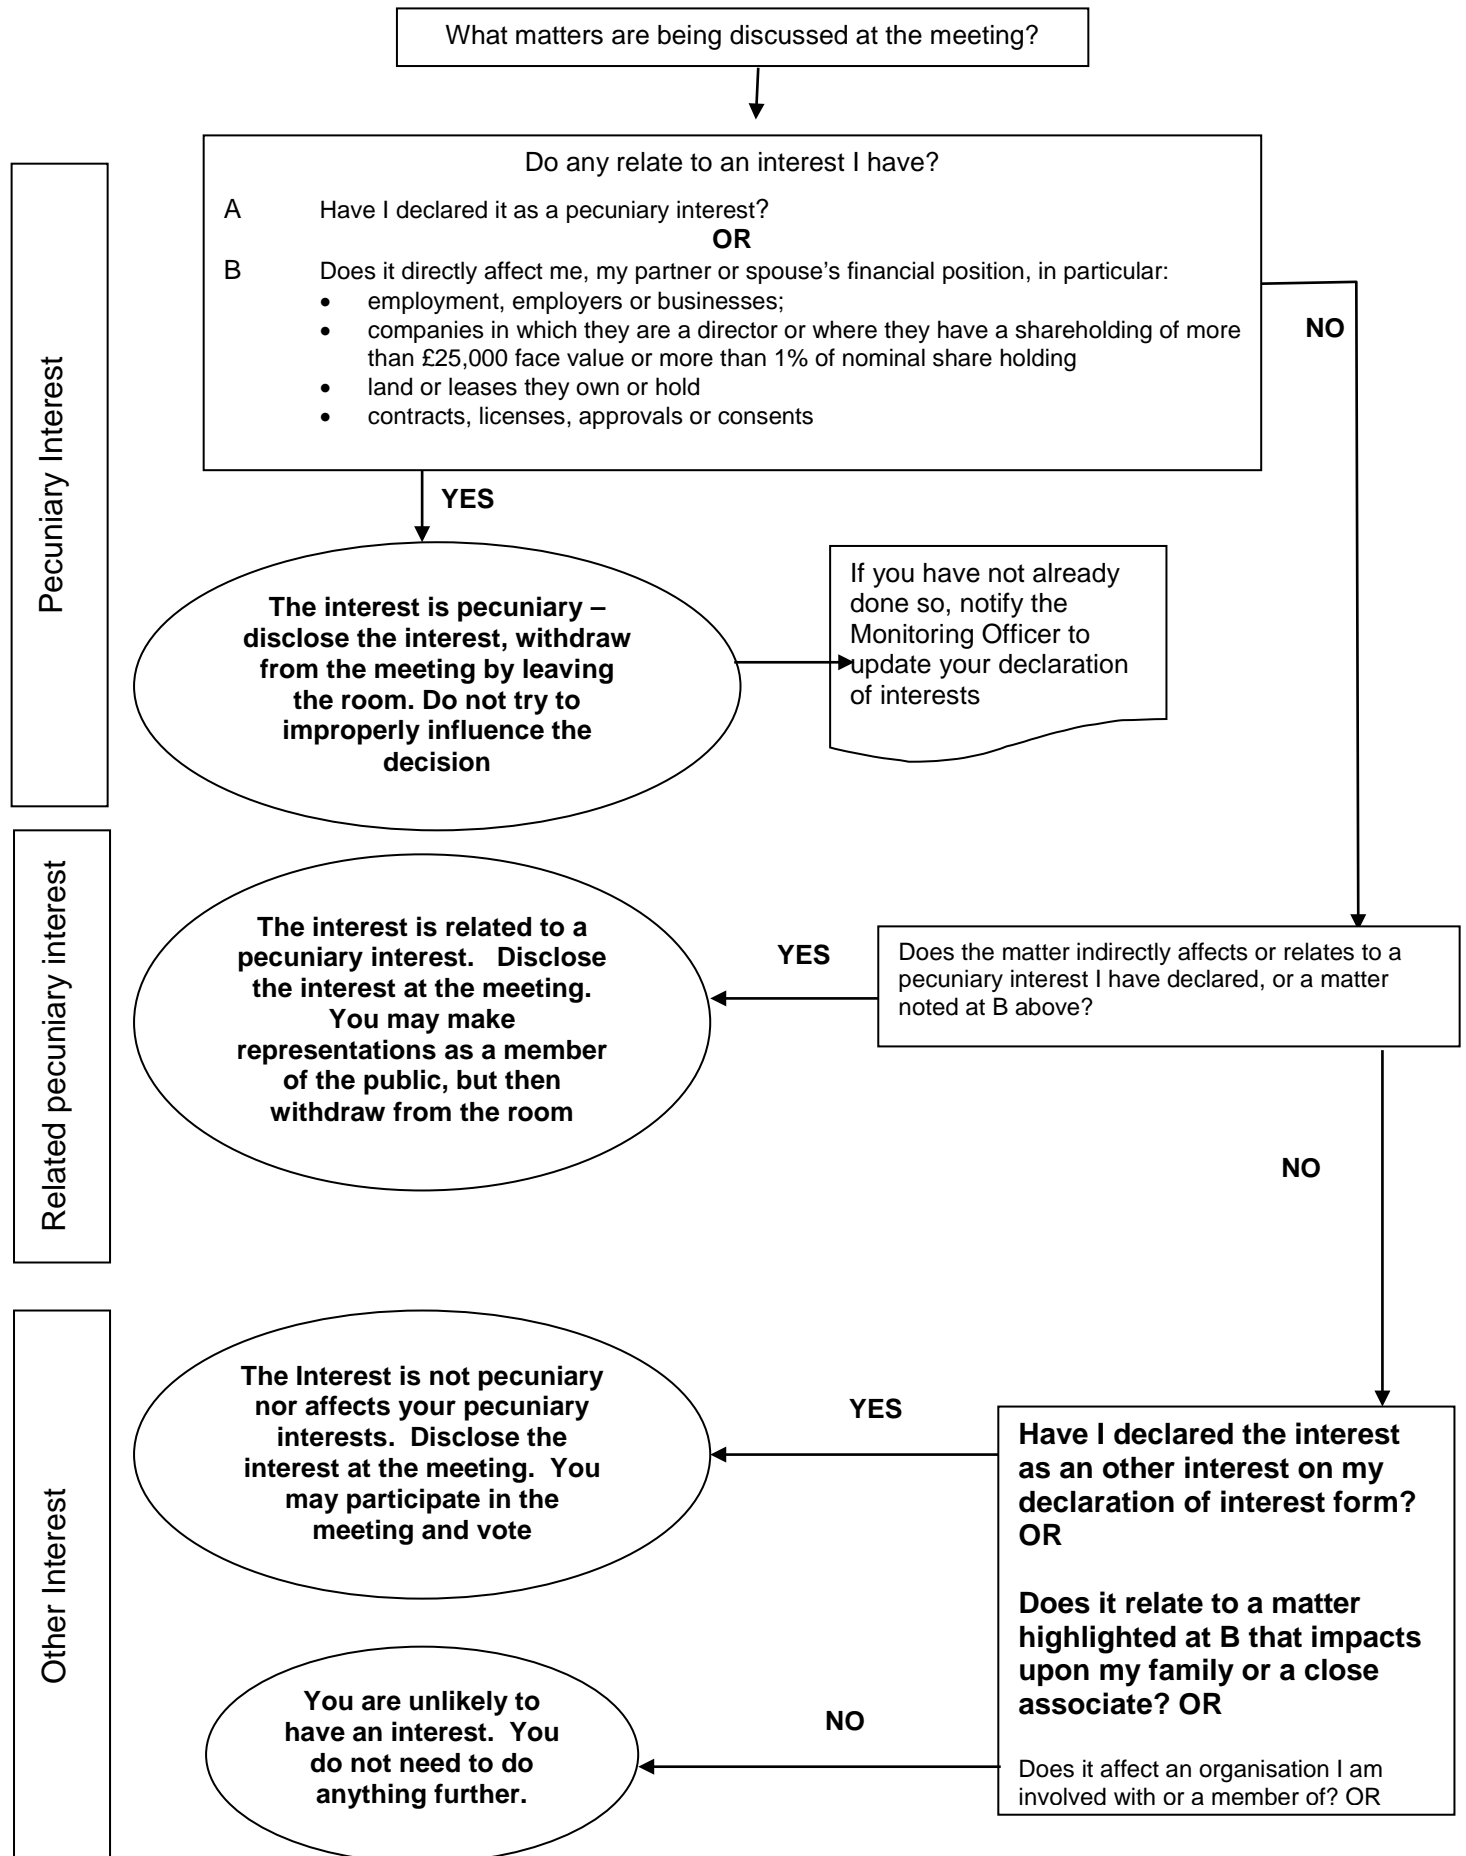 What matters are being discussed at the meeting?
Do any relate to an interest I have?
A Have I declared it as a pecuniary interest?
OR
B Does it directly affect me, my partner or spouse's financial position, in particular:
• employment, employers or businesses;
• companies in which they are a director or where they have a shareholding of more
than £25,000 face value or more than 1% of nominal share holding
• land or leases they own or hold
• contracts, licenses, approvals or consents
NO
Pecuniary Interest
YES
The interest is pecuniary –
disclose the interest, withdraw
from the meeting by leaving
the room. Do not try to
improperly influence the
decision
If you have not already
done so, notify the
Monitoring Officer to
update your declaration
of interests
Related pecuniary interest
The interest is related to a
pecuniary interest. Disclose
the interest at the meeting.
You may make
representations as a member
of the public, but then
withdraw from the room
YES
Does the matter indirectly affects or relates to a
pecuniary interest I have declared, or a matter
noted at B above?
NO
Other Interest
The Interest is not pecuniary
nor affects your pecuniary
interests. Disclose the
interest at the meeting. You
may participate in the
meeting and vote
YES
Have I declared the interest
as an other interest on my
declaration of interest form?
OR
Does it relate to a matter
highlighted at B that impacts
upon my family or a close
associate? OR
Does it affect an organisation I am
involved with or a member of? OR
NO
You are unlikely to
have an interest. You
do not need to do
anything further.